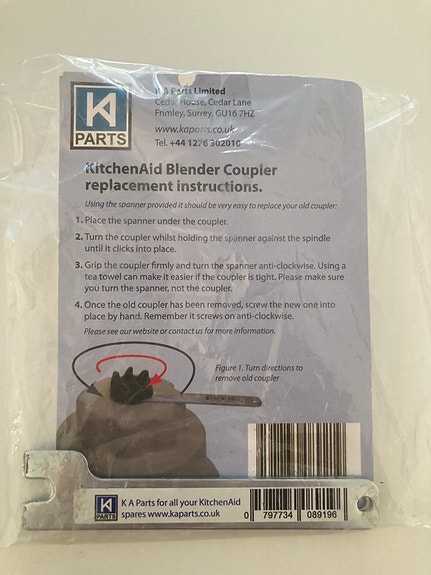 K
PARTS
K A Parts Limited
Cedar House, Cedar Lane
Frimley, Surrey. GU16 7HZ
www.kaparts.co.uk
Tel. +44 1276 302010
KitchenAid Blender Coupler
replacement instructions.
Using the spanner provided it should be very easy to replace your old coupler:
1. Place the spanner under the coupler.
2. Turn the coupler whilst holding the spanner against the spindle
until it clicks into place.
3. Grip the coupler firmly and turn the spanner anti-clockwise. Using a
tea towel can make it easier if the coupler is tight. Please make sure
you turn the spanner, not the coupler.
4. Once the old coupler has been removed, screw the new one into
place by hand. Remember it screws on anti-clockwise.
Please see our website or contact us for more information.
Figure 1. Turn directions to
remove old coupler
K
PARTS
K A Parts for all your KitchenAid
spares www.kaparts.co.uk
0 797734 089196